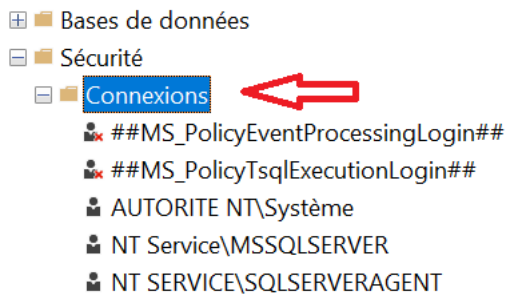 Bases de données
Sécurité
Connexions
##MS_PolicyEventProcessingLogin##
##MS_PolicyTsqlExecutionLogin##
AUTORITE NT\Système
NT Service\MSSQLSERVER
NT SERVICE\SQLSERVERAGENT